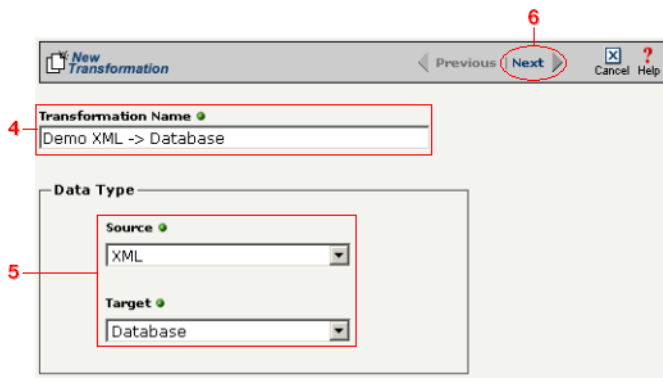 6
New
Transformation
Previous | Next
Cancel Help
Transformation Name
4
Demo XML -> Database
Data Type
Source
XML
5
Target
Database